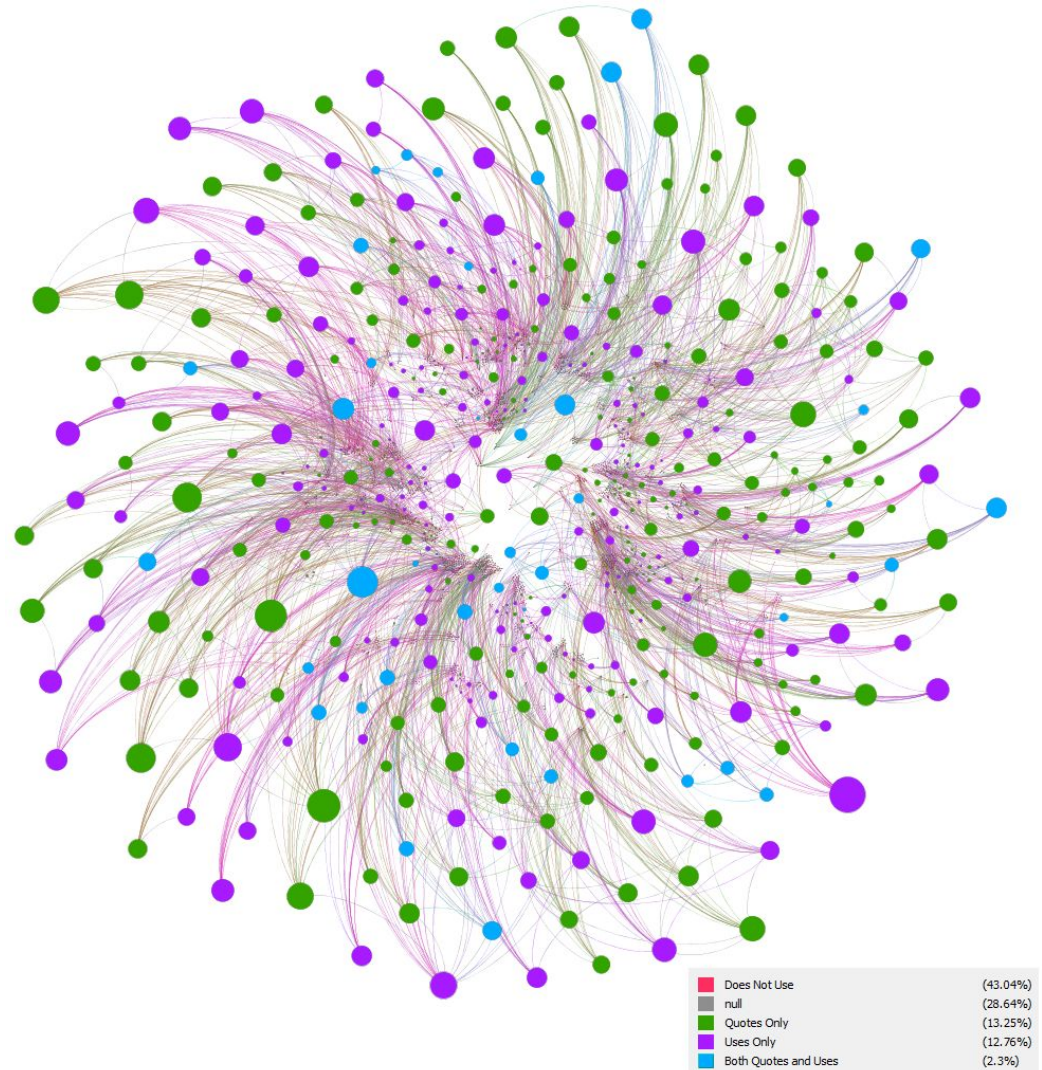 Does Not Use (43.04%)
null (28.64%)
Quotes Only (13.25%)
Uses Only (12.76%)
Both Quotes and Uses (2.3%)